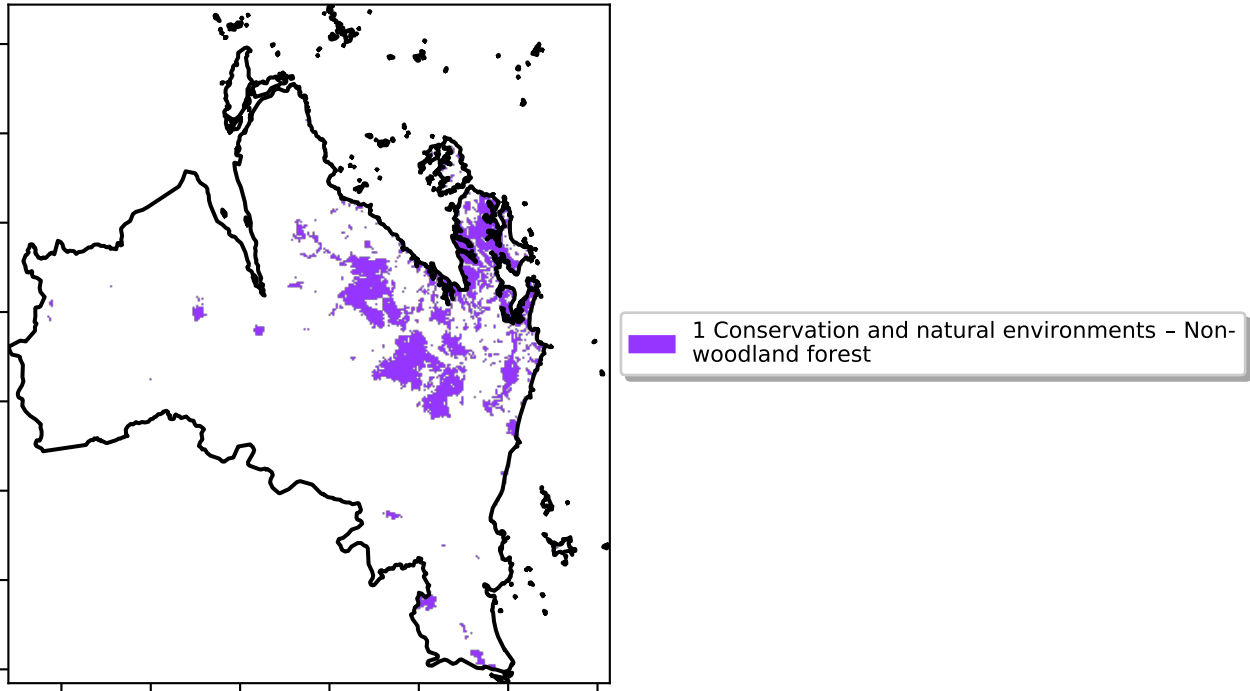 1 Conservation and natural environments – Non-
woodland forest